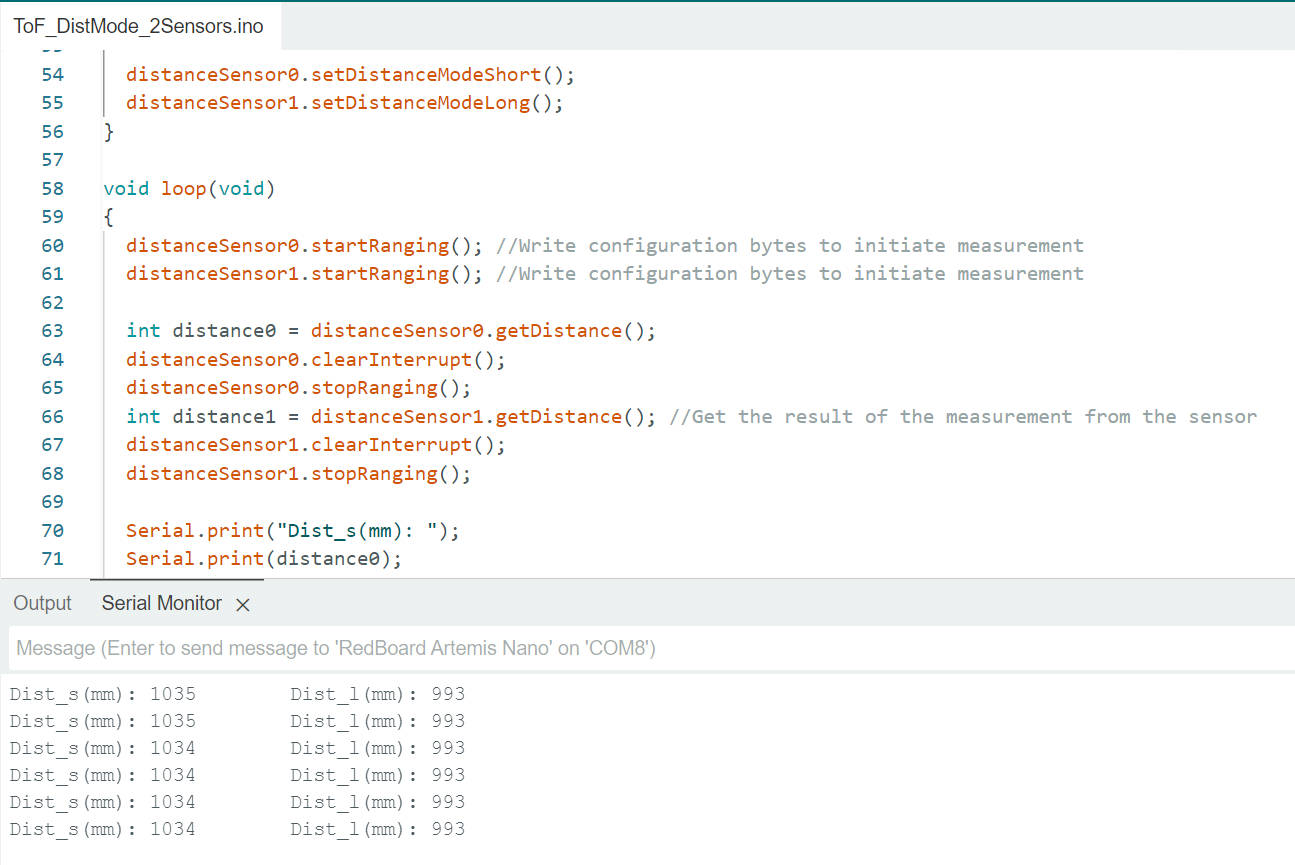 ToF_DistMode_2Sensors.ino
54 distanceSensor0.setDistanceModeShort();
55 distanceSensor1.setDistanceModeLong();
56 }
57
58 void loop(void)
59 {
60 distanceSensor0.startRanging(); //Write configuration bytes to initiate measurement
61 distanceSensor1.startRanging(); //Write configuration bytes to initiate measurement
62
63 int distance0 = distanceSensor0.getDistance();
64 distanceSensor0.clearInterrupt();
65 distanceSensor0.stopRanging();
66 int distance1 = distanceSensor1.getDistance(); //Get the result of the measurement from the sensor
67 distanceSensor1.clearInterrupt();
68 distanceSensor1.stopRanging();
69
70 Serial.print("Dist_s(mm): ");
71 Serial.print(distance0);
Output Serial Monitor ×
Message (Enter to send message to 'RedBoard Artemis Nano' on 'COM8')
Dist_s(mm): 1035 Dist_l(mm): 993
Dist_s(mm): 1035 Dist_l(mm): 993
Dist_s(mm): 1034 Dist_l(mm): 993
Dist_s(mm): 1034 Dist_l(mm): 993
Dist_s(mm): 1034 Dist_l(mm): 993
Dist_s(mm): 1034 Dist_l(mm): 993